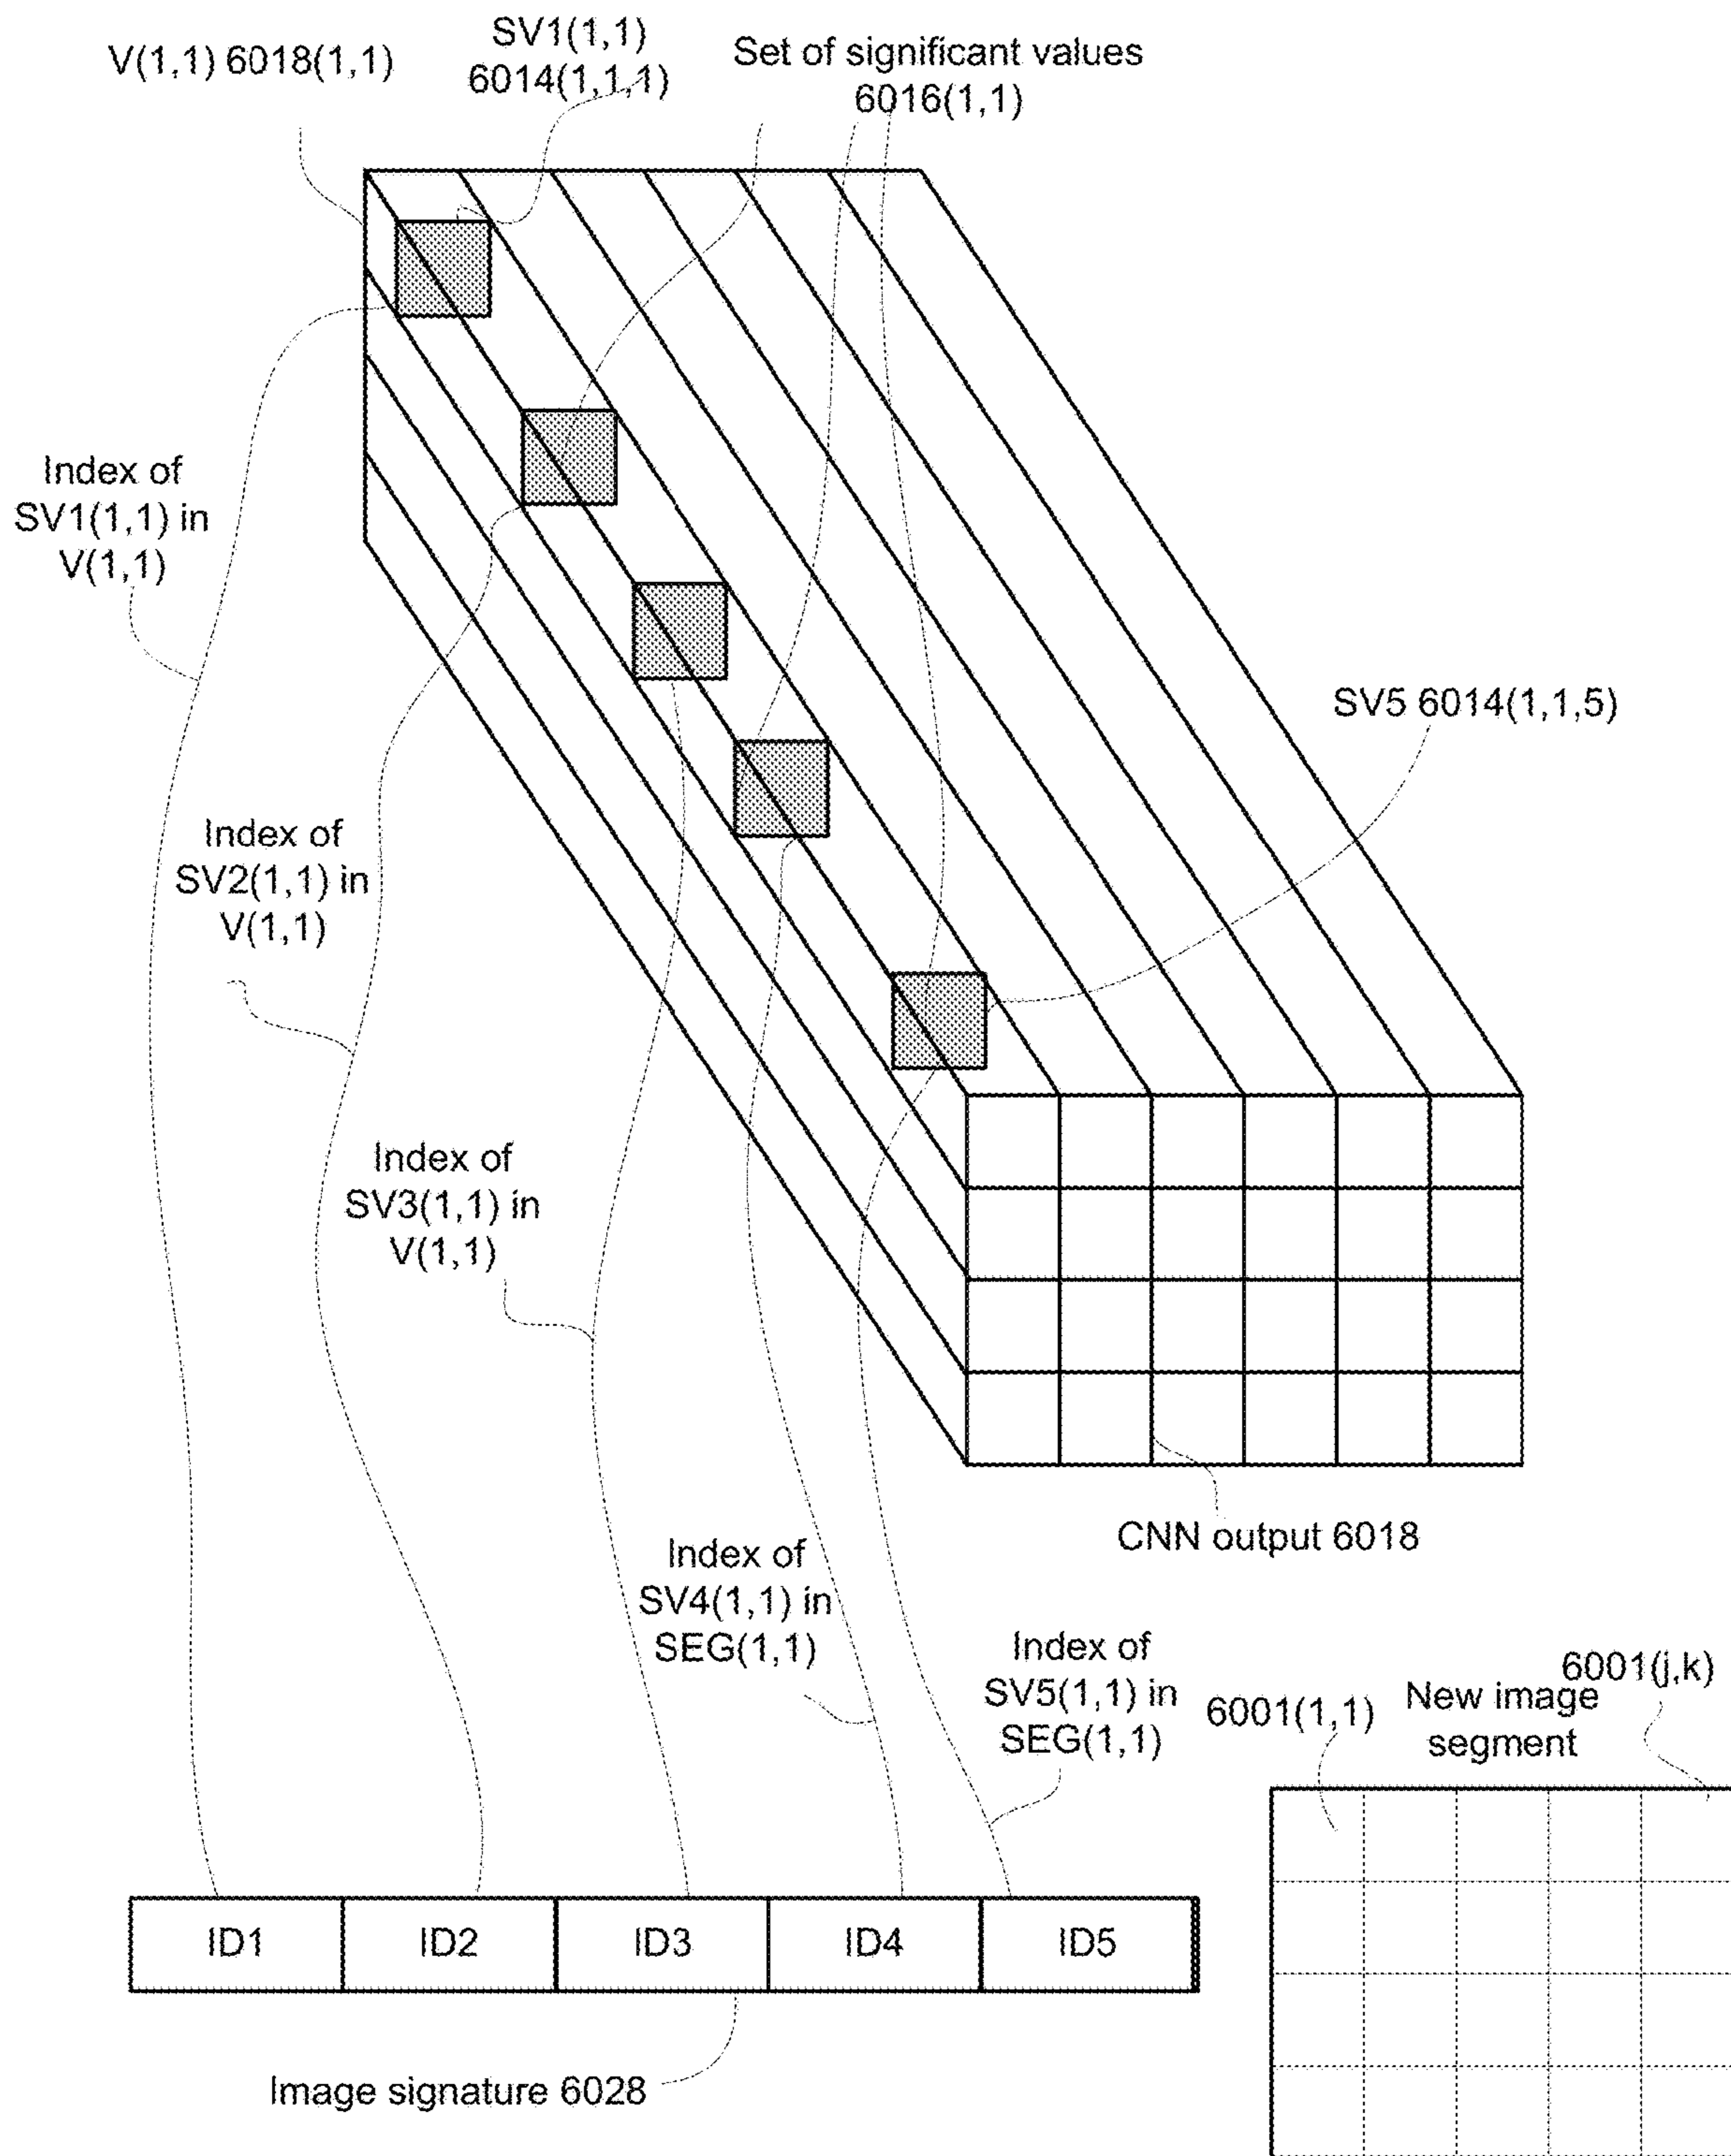 V(1,1) 6018(1,1)
SV1(1,1)
6014(1,1,1)
Set of significant values
6016(1,1)
Index of
SV1(1,1) in
V(1,1)
SV5 6014(1,1,5)
Index of
SV2(1,1) in
V(1,1)
Index of
SV3(1,1) in
V(1,1)
CNN output 6018
Index of
SV4(1,1) in
SEG(1,1)
Index of
SV5(1,1) in
SEG(1,1)
6001(1,1)
New image
segment
6001(j,k)
ID1
ID2
ID3
ID4
ID5
Image signature 6028